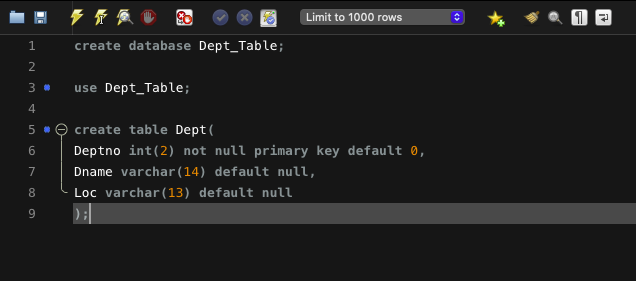 Limit to 1000 rows
1 create database Dept_Table;
2
3 use Dept_Table;
4
5 create table Dept(
6 Deptno int(2) not null primary key default 0,
7 Dname varchar(14) default null,
8 Loc varchar(13) default null
9 );